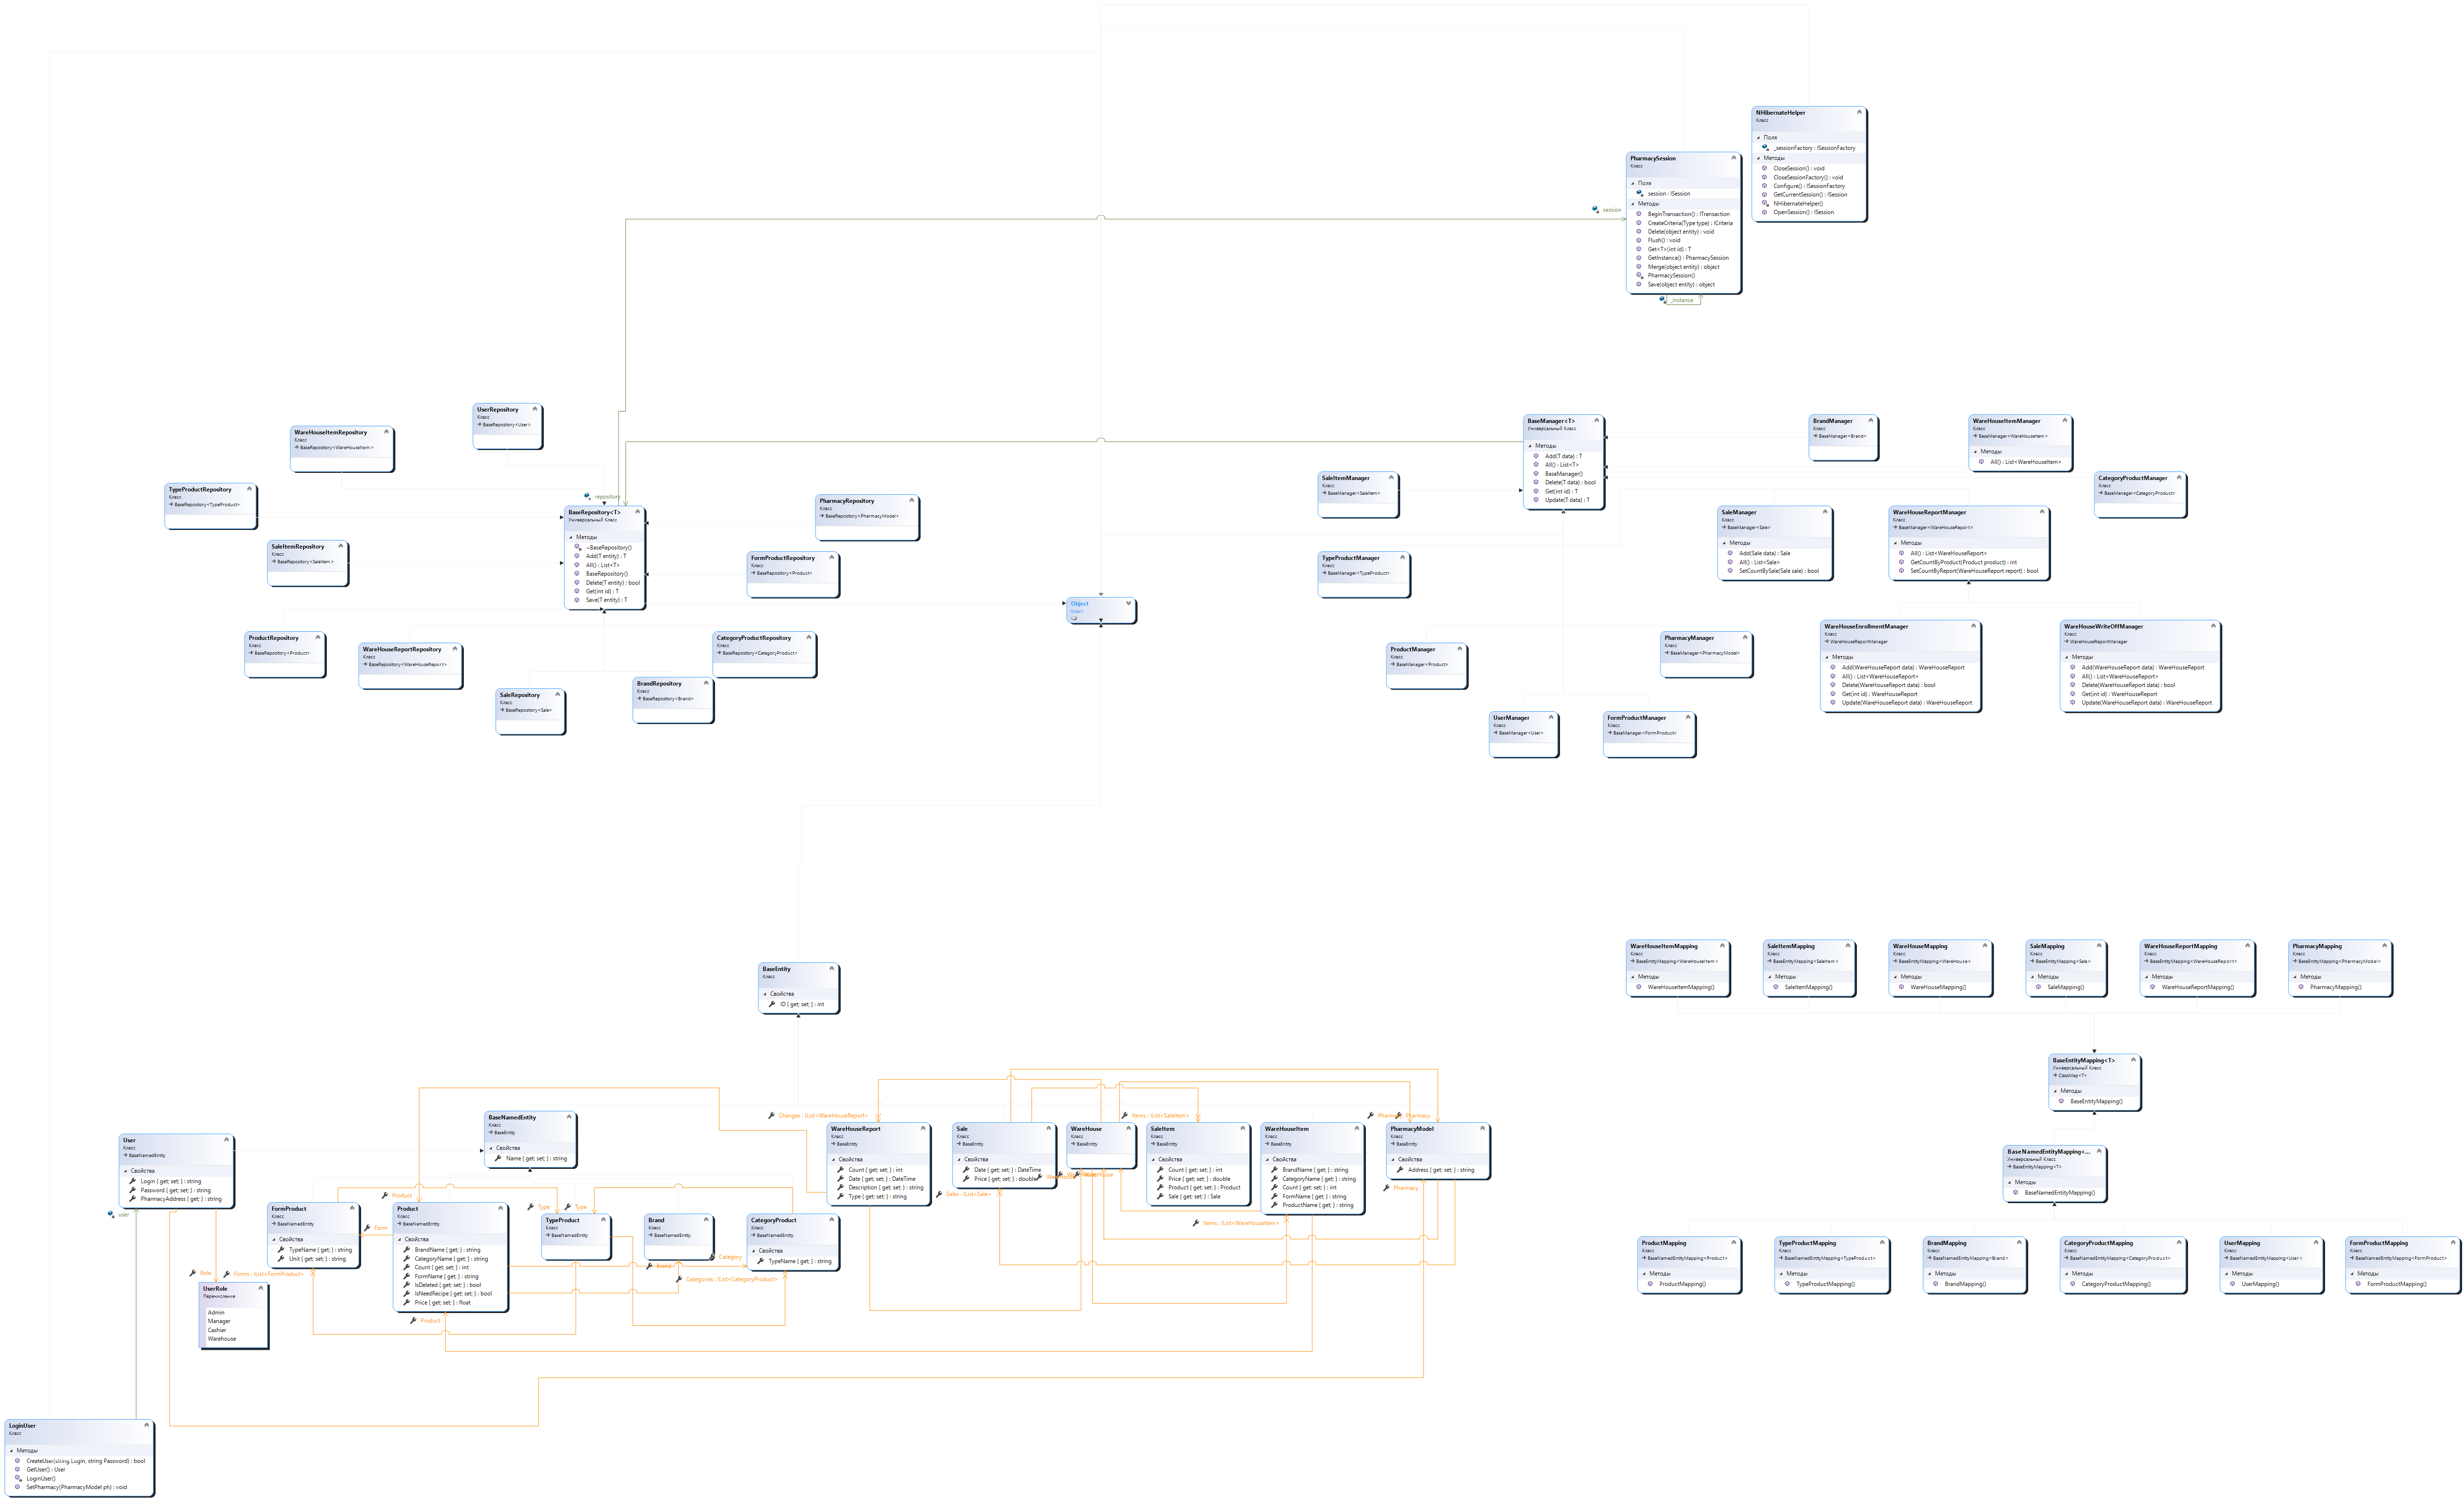 NHibernateHelper
Класс
Поля
_sessionFactory : ISessionFactory
Методы
CloseSession() : void
CloseSessionFactory() : void
Configure() : ISessionFactory
GetCurrentSession() : ISession
NHibernateHelper()
OpenSession() : ISession
PharmacySession
Класс
Поля
session : ISession
Методы
BeginTransaction() : ITransaction
CreateCriteria(Type type) : ICriteria
Delete(object entity) : void
Flush() : void
Get<T>(int id) : T
GetInstance() : PharmacySession
Merge(object entity) : object
PharmacySession()
Save(object entity) : object
session
_instance
UserRepository
Класс
BaseRepository<User>
WareHouseItemRepository
Класс
BaseRepository<WareHouseItem>
TypeProductRepository
Класс
BaseRepository<TypeProduct>
SaleItemRepository
Класс
BaseRepository<SaleItem>
repository
BaseRepository<T>
Универсальный Класс
Методы
~BaseRepository()
Add(T entity) : T
All() : List<T>
BaseRepository()
Delete(T entity) : bool
Get(int id) : T
Save(T entity) : T
PharmacyRepository
Класс
BaseRepository<PharmacyModel>
FormProductRepository
Класс
BaseRepository<Product>
ProductRepository
Класс
BaseRepository<Product>
WareHouseReportRepository
Класс
BaseRepository<WareHouseReport>
CategoryProductRepository
Класс
BaseRepository<CategoryProduct>
SaleRepository
Класс
BaseRepository<Sale>
BrandRepository
Класс
BaseRepository<Brand>
Object
Класс
BaseManager<T>
Универсальный Класс
Методы
Add(T data) : T
All() : List<T>
BaseManager()
Delete(T data) : bool
Get(int id) : T
Update(T data) : T
BrandManager
Класс
BaseManager<Brand>
WareHouseItemManager
Класс
BaseManager<WareHouseItem>
Методы
All() : List<WareHouseItem>
SaleItemManager
Класс
BaseManager<SaleItem>
CategoryProductManager
Класс
BaseManager<CategoryProduct>
SaleManager
Класс
BaseManager<Sale>
Методы
Add(Sale data) : Sale
All() : List<Sale>
SetCountBySale(Sale sale) : bool
WareHouseReportManager
Класс
BaseManager<WareHouseReport>
Методы
All() : List<WareHouseReport>
GetCountByProduct(Product product) : int
SetCountByReport(WareHouseReport report) : bool
TypeProductManager
Класс
BaseManager<TypeProduct>
ProductManager
Класс
BaseManager<Product>
PharmacyManager
Класс
BaseManager<PharmacyModel>
WareHouseEnrollmentManager
Класс
WareHouseReportManager
Методы
Add(WareHouseReport data) : WareHouseReport
All() : List<WareHouseReport>
Delete(WareHouseReport data) : bool
Get(int id) : WareHouseReport
Update(WareHouseReport data) : WareHouseReport
WareHouseWriteOffManager
Класс
WareHouseReportManager
Методы
Add(WareHouseReport data) : WareHouseReport
All() : List<WareHouseReport>
Delete(WareHouseReport data) : bool
Get(int id) : WareHouseReport
Update(WareHouseReport data) : WareHouseReport
UserManager
Класс
BaseManager<User>
FormProductManager
Класс
BaseManager<FormProduct>
BaseEntity
Класс
Свойства
ID { get; set; } : int
WareHouseItemMapping
Класс
BaseEntityMapping<WareHouseItem>
Методы
WareHouseItemMapping()
SaleItemMapping
Класс
BaseEntityMapping<SaleItem>
Методы
SaleItemMapping()
WareHouseMapping
Класс
BaseEntityMapping<WareHouse>
Методы
WareHouseMapping()
SaleMapping
Класс
BaseEntityMapping<Sale>
Методы
SaleMapping()
WareHouseReportMapping
Класс
BaseEntityMapping<WareHouseReport>
Методы
WareHouseReportMapping()
PharmacyMapping
Класс
BaseEntityMapping<PharmacyModel>
Методы
PharmacyMapping()
BaseEntityMapping<T>
Универсальный Класс
ClassMap<T>
Методы
BaseEntityMapping()
BaseNamedEntityMapping<...
Универсальный Класс
BaseEntityMapping<T>
Методы
BaseNamedEntityMapping()
ProductMapping
Класс
BaseNamedEntityMapping<Product>
Методы
ProductMapping()
TypeProductMapping
Класс
BaseNamedEntityMapping<TypeProduct>
Методы
TypeProductMapping()
BrandMapping
Класс
BaseNamedEntityMapping<Brand>
Методы
BrandMapping()
CategoryProductMapping
Класс
BaseNamedEntityMapping<CategoryProduct>
Методы
CategoryProductMapping()
UserMapping
Класс
BaseNamedEntityMapping<User>
Методы
UserMapping()
FormProductMapping
Класс
BaseNamedEntityMapping<FormProduct>
Методы
FormProductMapping()
BaseNamedEntity
Класс
BaseEntity
Свойства
Name { get; set; } : string
User
Класс
BaseNamedEntity
Свойства
Login { get; set; } : string
Password { get; set; } : string
PharmacyAddress { get; } : string
user
Changes : IList<WareHouseReport>
WareHouseReport
Класс
BaseEntity
Свойства
Count { get; set; } : int
Date { get; set; } : DateTime
Description { get; set; } : string
Type { get; set; } : string
Sale
Класс
BaseEntity
Свойства
Date { get; set; } : DateTime
Price { get; set; } : double
Sales : IList<Sale>
WareHouse
Класс
BaseEntity
WareHouse
Items : IList<SaleItem>
SaleItem
Класс
BaseEntity
Свойства
Count { get; set; } : int
Price { get; set; } : double
Product { get; set; } : Product
Sale { get; set; } : Sale
WareHouseItem
Класс
BaseEntity
Свойства
BrandName { get; } : string
CategoryName { get; } : string
Count { get; set; } : int
FormName { get; } : string
ProductName { get; } : string
Items : IList<WareHouseItem>
Pharmacy
Pharmacy
PharmacyModel
Класс
BaseEntity
Свойства
Address { get; set; } : string
Pharmacy
Product
Type
Type
FormProduct
Класс
BaseNamedEntity
Свойства
TypeName { get; } : string
Unit { get; set; } : string
Form
Product
Класс
BaseNamedEntity
Свойства
BrandName { get; } : string
CategoryName { get; } : string
Count { get; set; } : int
FormName { get; } : string
IsDeleted { get; set; } : bool
IsNeedRecipe { get; set; } : bool
Price { get; set; } : float
Product
TypeProduct
Класс
BaseNamedEntity
Brand
Класс
BaseNamedEntity
Brand
Category
Categories : IList<CategoryProduct>
CategoryProduct
Класс
BaseNamedEntity
Свойства
TypeName { get; } : string
Role
Forms : IList<FormProduct>
UserRole
Перечисление
Admin
Manager
Cashier
Warehouse
LoginUser
Класс
Методы
CreateUser(string Login, string Password) : bool
GetUser() : User
LoginUser()
SetPharmacy(PharmacyModel ph) : void